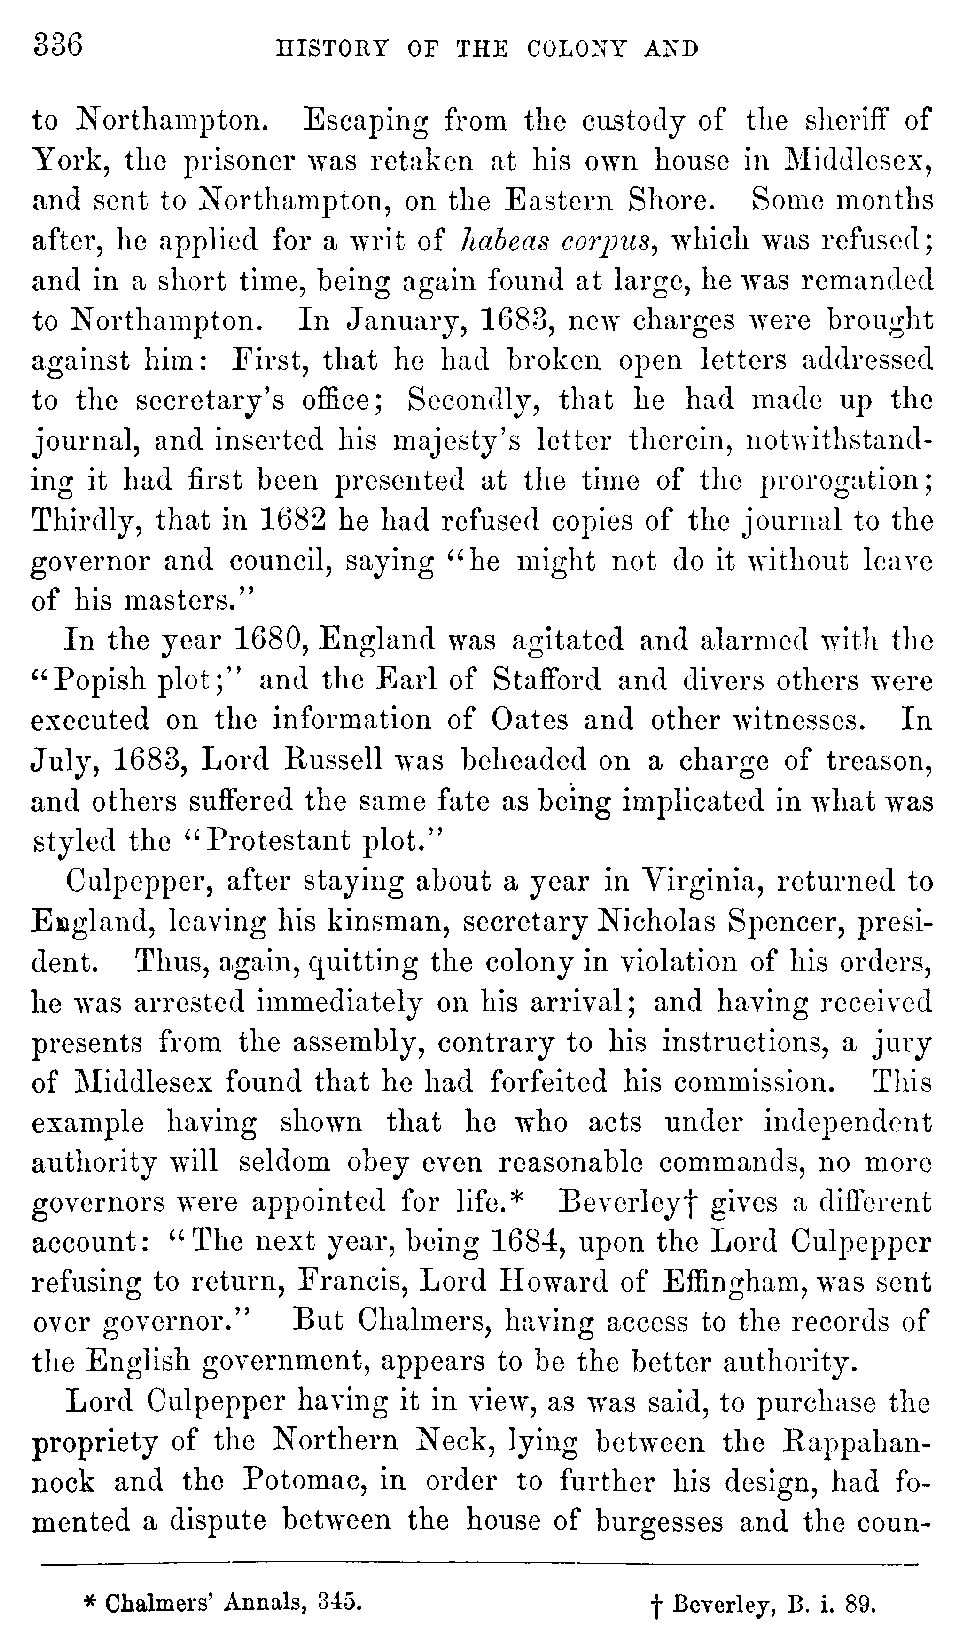 336 HISTORY OF THE COLONY AND
to Northampton. Escaping from the custody of the sheriff of
York, the prisoner was retaken at his own house in Middlesex,
and sent to Northampton, on the Eastern Shore. Some months
after, he applied for a writ of habeas corpus, which was refused;
and in a short time, being again found at large, he was remanded
to Northampton. In January, 1683, new charges were brought
against him: First, that he had broken open letters addressed
to the secretary's office; Secondly, that he had made up the
journal, and inserted his majesty's letter therein, notwithstand-
ing it had first been presented at the time of the prorogation;
Thirdly, that in 1682 he had refused copies of the journal to the
governor and council, saying "he might not do it without leave
of his masters."
In the year 1680, England was agitated and alarmed with the
"Popish plot;" and the Earl of Stafford and divers others were
executed on the information of Oates and other witnesses. In
July, 1683, Lord Russell was beheaded on a charge of treason,
and others suffered the same fate as being implicated in what was
styled the "Protestant plot."
Culpepper, after staying about a year in Virginia, returned to
England, leaving his kinsman, secretary Nicholas Spencer, presi-
dent. Thus, again, quitting the colony in violation of his orders,
he was arrested immediately on his arrival; and having received
presents from the assembly, contrary to his instructions, a jury
of Middlesex found that he had forfeited his commission. This
example having shown that he who acts under independent
authority will seldom obey even reasonable commands, no more
governors were appointed for life.* Beverley† gives a different
account: "The next year, being 1684, upon the Lord Culpepper
refusing to return, Francis, Lord Howard of Effingham, was sent
over governor." But Chalmers, having access to the records of
the English government, appears to be the better authority.
Lord Culpepper having it in view, as was said, to purchase the
propriety of the Northern Neck, lying between the Rappahan-
nock and the Potomac, in order to further his design, had fo-
mented a dispute between the house of burgesses and the coun-
* Chalmers' Annals, 345. † Beverley, B. i. 89.